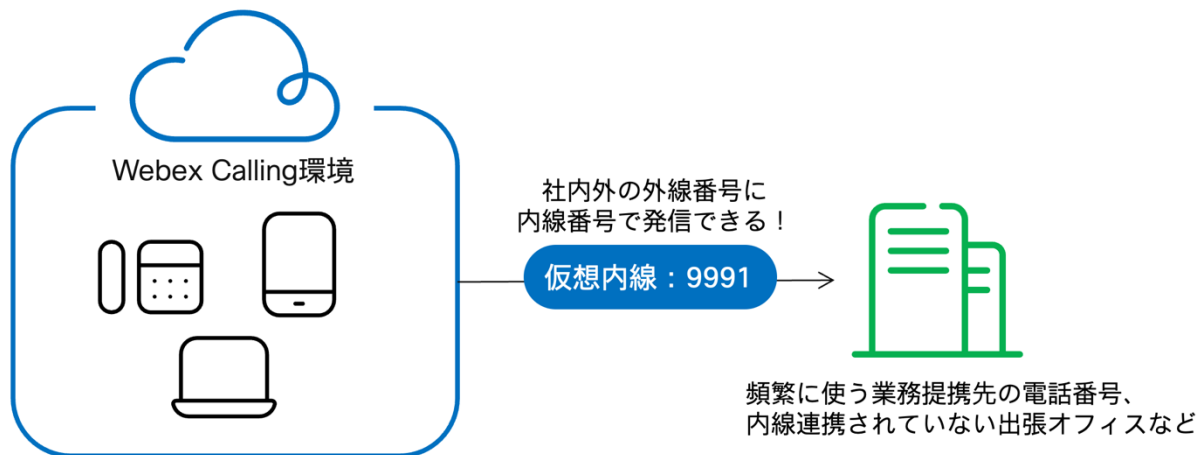 Webex Calling環境
社内外の外線番号に
内線番号で発信できる!
仮想内線：9991
頻繁に使う業務提携先の電話番号、
内線連携されていない出張オフィスなど